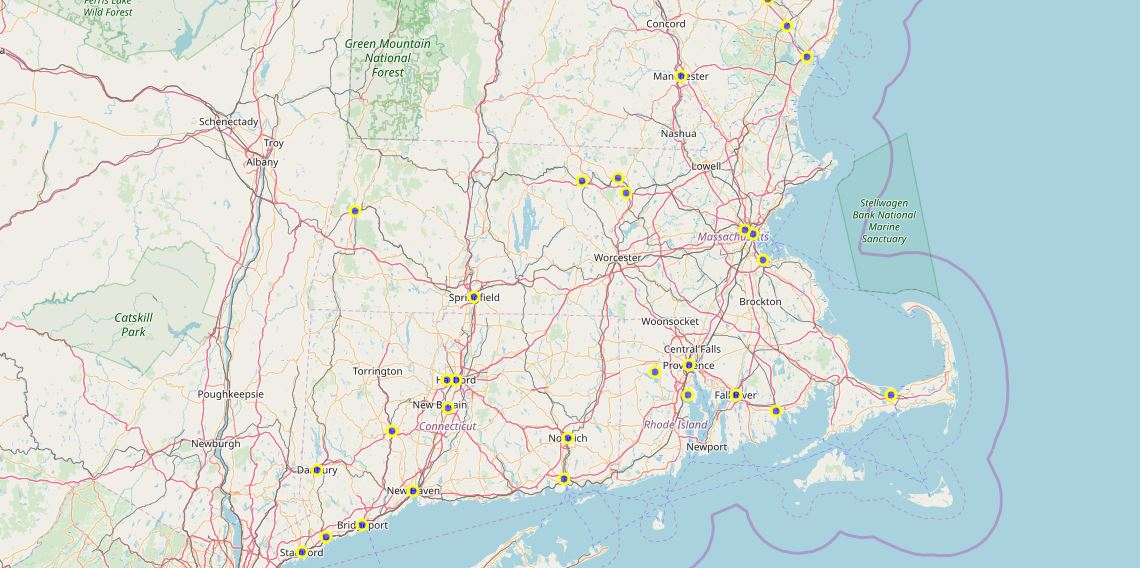 Ferris Lake
Wild Forest
Concord
Green Mountain
National
Forest
Manchester
Schenectady
Nashua
Troy
Albany
Lowell
Stellwagen
Bank National
Marine
Sanctuary
Massachusetts
Worcester
Springfield
Brockton
Catskill
Park
Woonsocket
Central Falls
Providence
Torrington
Hartford
Poughkeepsie
Fall River
New Britain
Connecticut
Rhode Island
Norwich
Newburgh
Newport
Danbury
New Haven
Bridgeport
Stamford